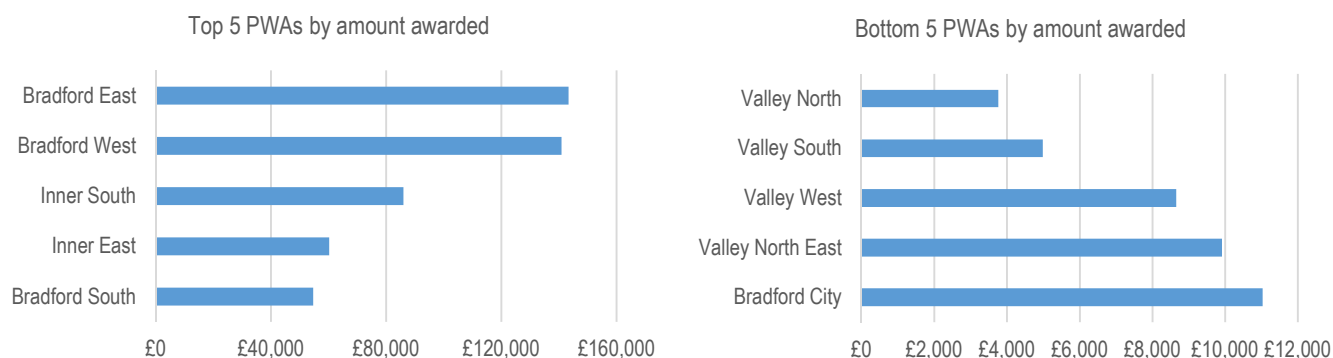 Top 5 PWAs by amount awarded
Bradford East
Bradford West
Inner South
Inner East
Bradford South
£0 £40,000 £80,000 £120,000 £160,000
Bottom 5 PWAs by amount awarded
Valley North
Valley South
Valley West
Valley North East
Bradford City
£0 £2,000 £4,000 £6,000 £8,000 £10,000 £12,000